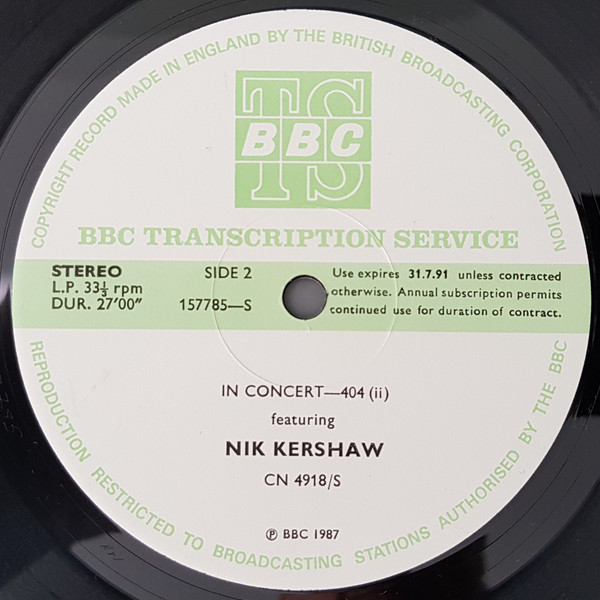 COPYRIGHT RECORD MADE IN ENGLAND BY THE BRITISH BROADCASTING CORPORATION
TS
BBC
BBC TRANSCRIPTION SERVICE
STEREO
L.P. 33⅓ rpm
DUR. 27′00″
SIDE 2
157785—S
Use expires 31.7.91 unless contracted
otherwise. Annual subscription permits
continued use for duration of contract.
IN CONCERT—404 (ii)
featuring
NIK KERSHAW
CN 4918/S
℗ BBC 1987
REPRODUCTION RESTRICTED TO BROADCASTING STATIONS AUTHORISED BY THE BBC